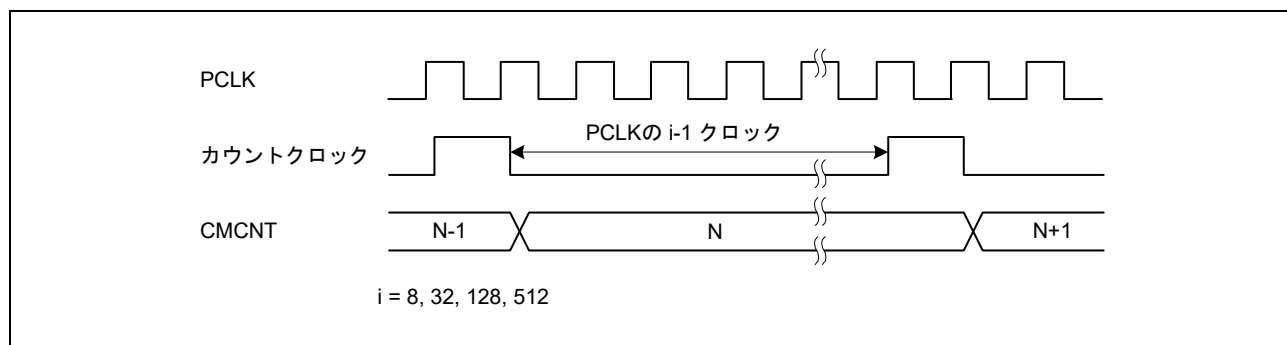 PCLK
カウントクロック
PCLKの i-1 クロック
CMCNT
N-1
N
N+1
i = 8, 32, 128, 512